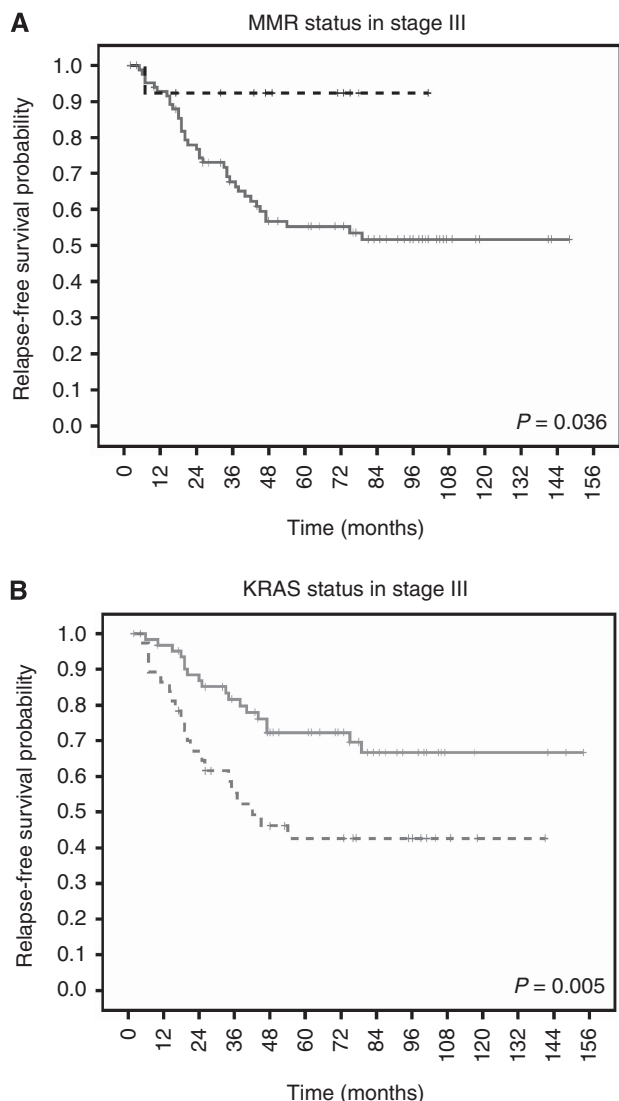 A
MMR status in stage III
Relapse-free survival probability
1.0
0.9
0.8
0.7
0.6
0.5
0.4
0.3
0.2
0.1
0.0
P = 0.036
0 12 24 36 48 60 72 84 96 108 120 132 144 156
Time (months)
B
KRAS status in stage III
Relapse-free survival probability
1.0
0.9
0.8
0.7
0.6
0.5
0.4
0.3
0.2
0.1
0.0
P = 0.005
0 12 24 36 48 60 72 84 96 108 120 132 144 156
Time (months)